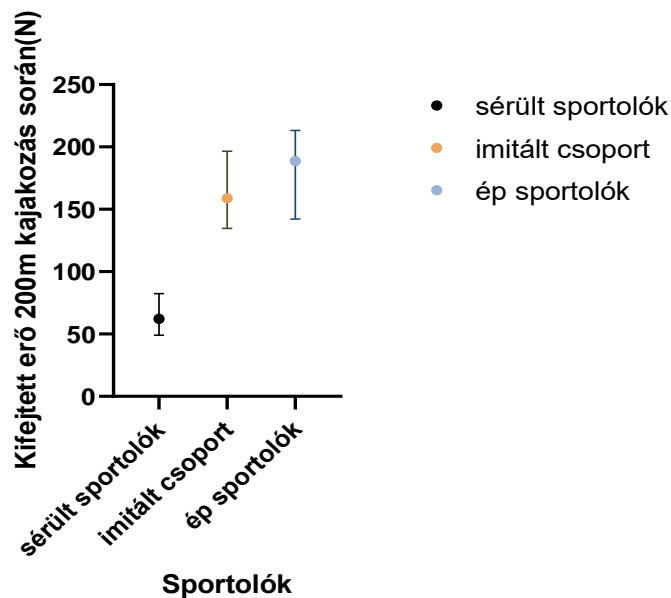 Kifejtett erő 200m kajakozás során(N)
250
200
150
100
50
0
sérült sportolók
imitált csoport
ép sportolók
Sportolók
sérült sportolók
imitált csoport
ép sportolók